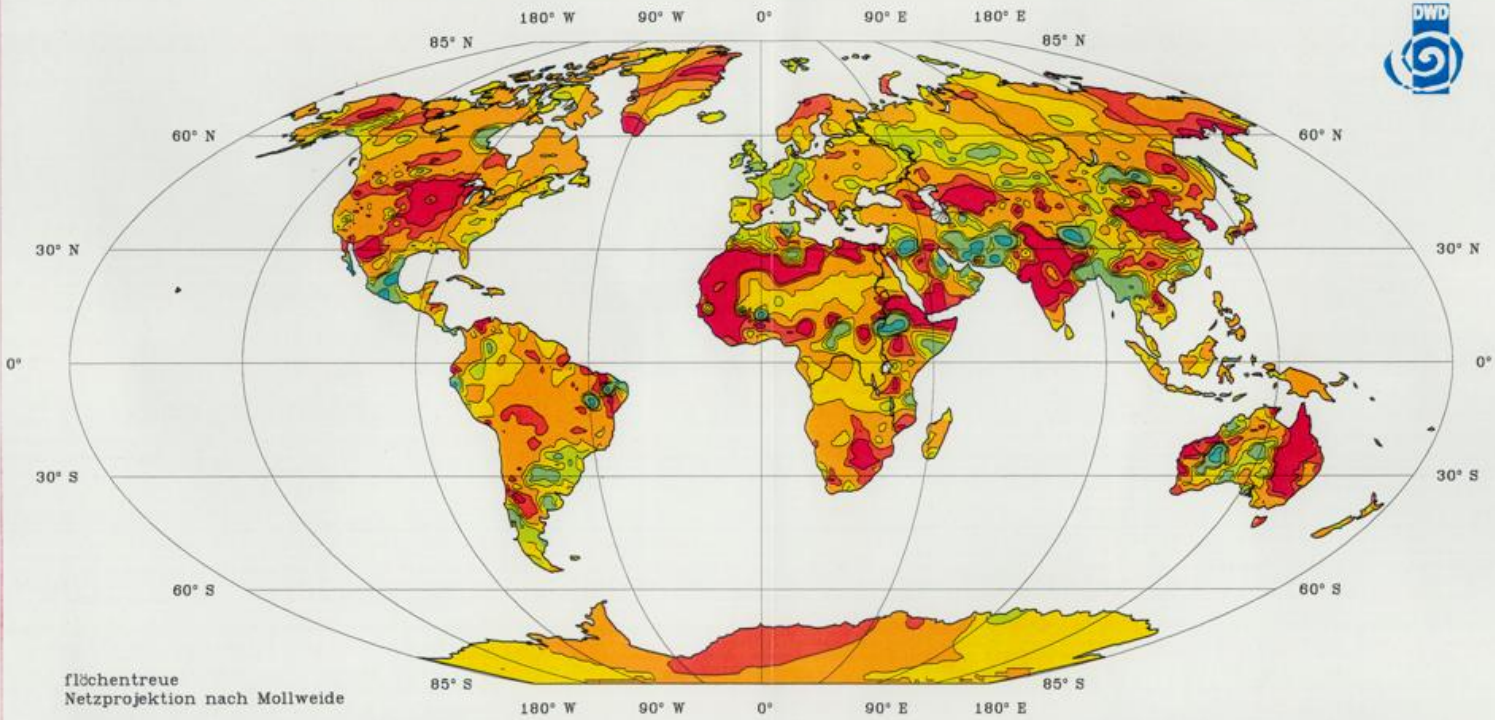 180° W 90° W 0° 90° E 180° E
DWD
85° N 85° N
60° N 60° N
30° N 30° N
0° 0°
30° S 30° S
60° S 60° S
85° S 85° S
flächentreue
Netzprojektion nach Mollweide
180° W 90° W 0° 90° E 180° E